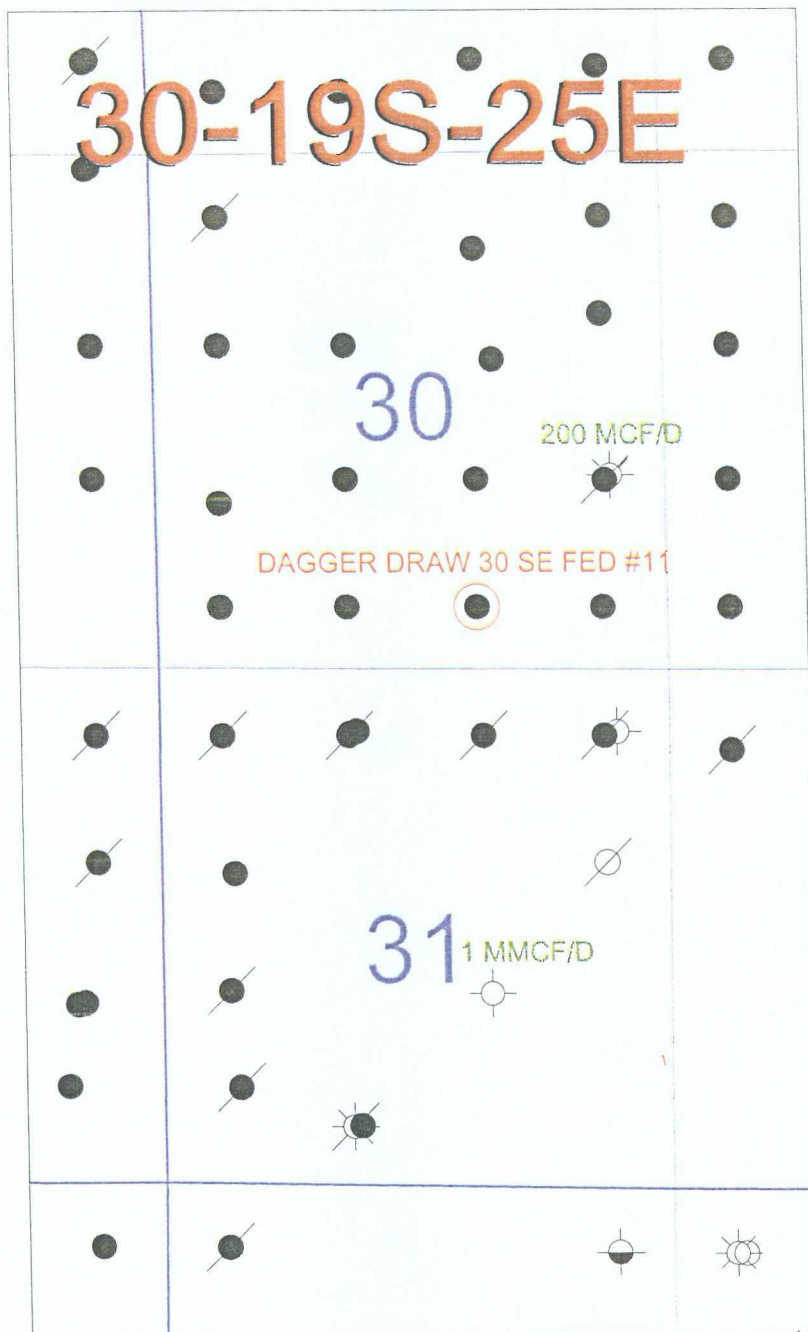 30-19S-25E
30
200 MCF/D
DAGGER DRAW 30 SE FED #11
31
1 MMCF/D